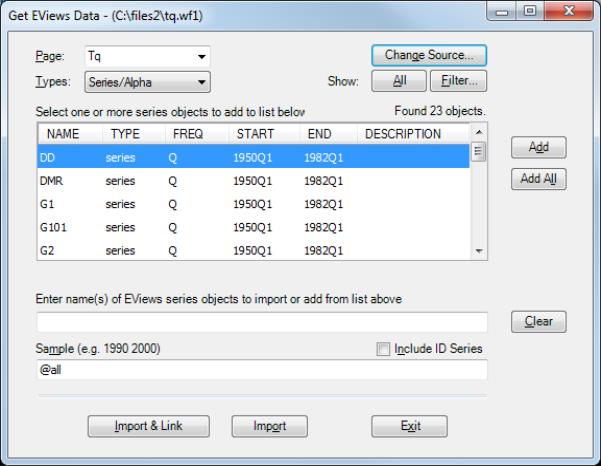 Get EViews Data - (C:\files2\tq.wf1)
Page: Tq Change Source...
Types: Series/Alpha Show: All Filter...
Select one or more series objects to add to list below Found 23 objects.
NAME TYPE FREQ START END DESCRIPTION
DD series Q 1950Q1 1982Q1
Add
DMR series Q 1950Q1 1982Q1
Add All
G1 series Q 1950Q1 1982Q1
G101 series Q 1950Q1 1982Q1
G2 series Q 1950Q1 1982Q1
Enter name(s) of EViews series objects to import or add from list above
Clear
Sample (e.g. 1990 2000) Include ID Series
@all
Import & Link Import Exit